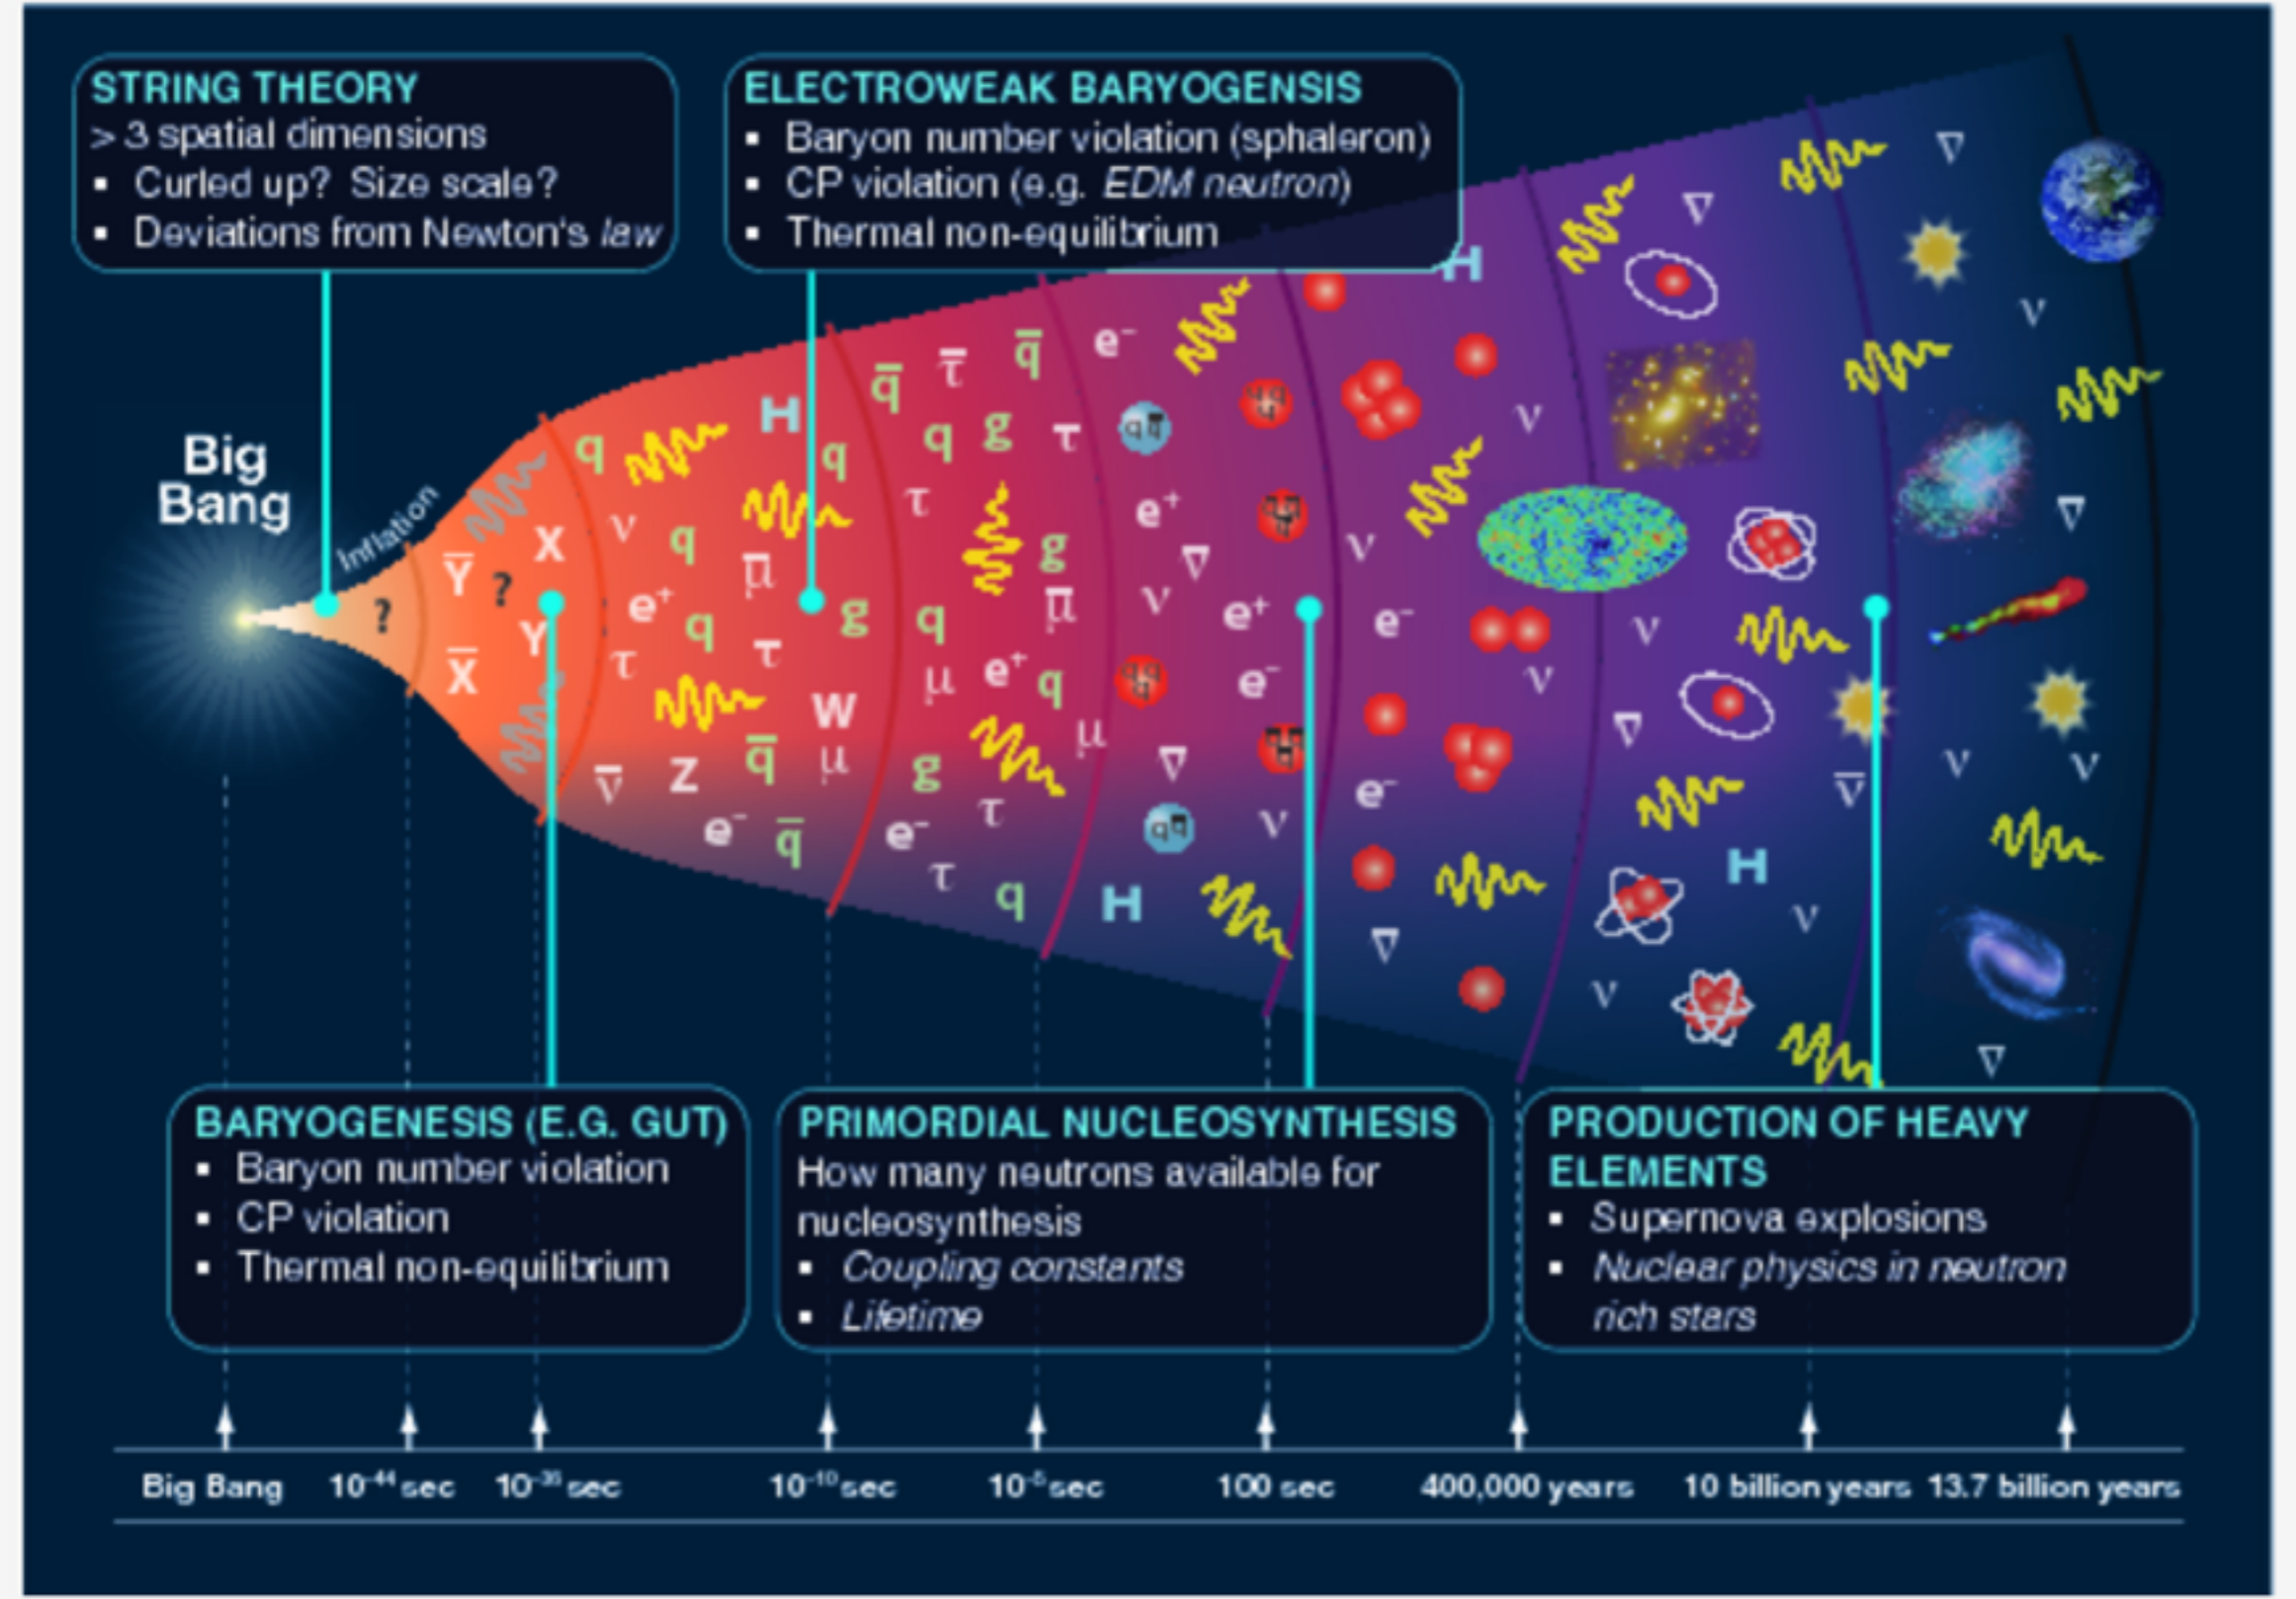 STRING THEORY
> 3 spatial dimensions
▪ Curled up? Size scale?
▪ Deviations from Newton's law
ELECTROWEAK BARYOGENSIS
▪ Baryon number violation (sphaleron)
▪ CP violation (e.g. EDM neutron)
▪ Thermal non-equilibrium
Big
Bang
Inflation
BARYOGENESIS (E.G. GUT)
▪ Baryon number violation
▪ CP violation
▪ Thermal non-equilibrium
PRIMORDIAL NUCLEOSYNTHESIS
How many neutrons available for
nucleosynthesis
▪ Coupling constants
▪ Lifetime
PRODUCTION OF HEAVY
ELEMENTS
▪ Supernova explosions
▪ Nuclear physics in neutron
rich stars
Big Bang
10⁻⁴⁴ sec
10⁻³⁶ sec
10⁻¹⁰ sec
10⁻⁵ sec
100 sec
400,000 years
10 billion years
13.7 billion years